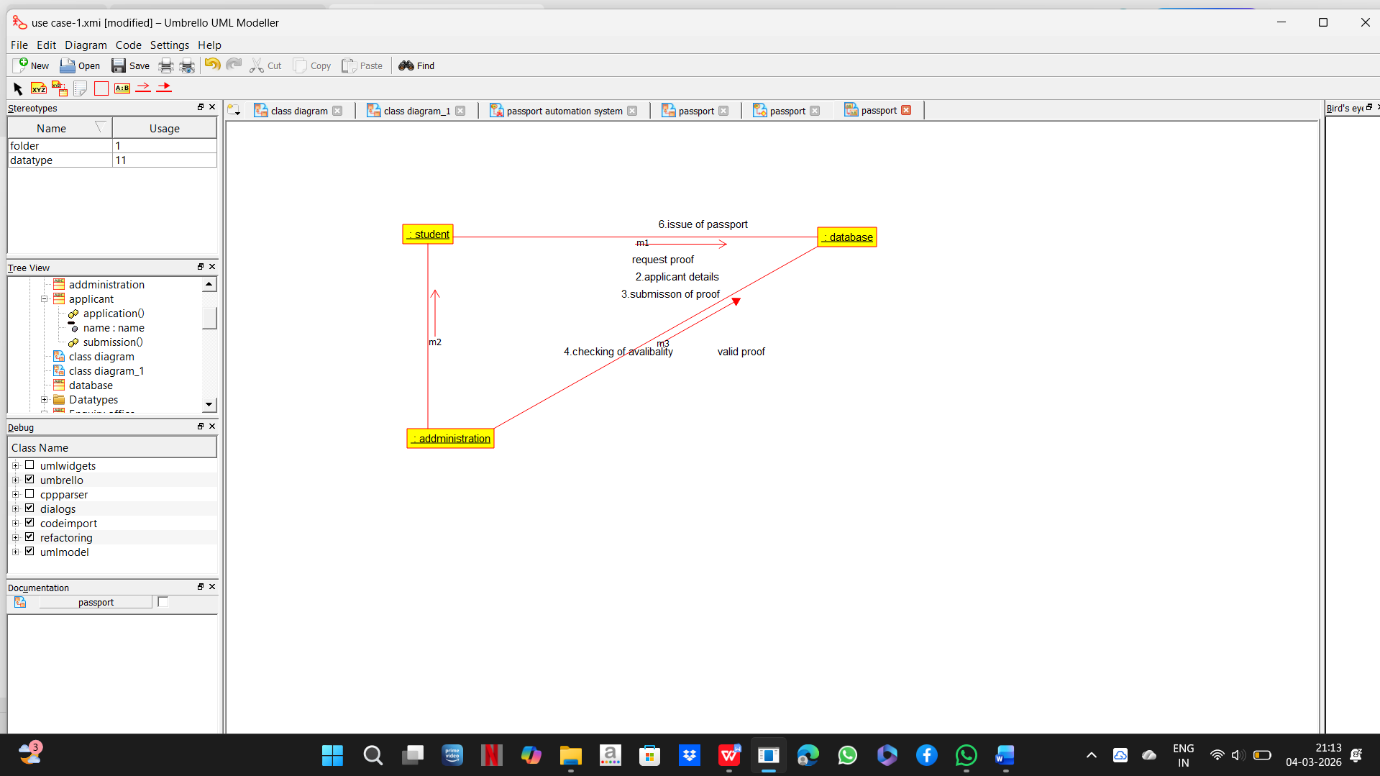 use case-1.xmi [modified] – Umbrello UML Modeller
File Edit Diagram Code Settings Help
New Open Save Cut Copy Paste Find
XYZ A:B
Stereotypes
Name Usage
folder 1
datatype 11
Tree View
addministration
applicant
application()
name : name
submission()
class diagram
class diagram_1
database
Datatypes
Debug
Class Name
umlwidgets
umbrello
cppparser
dialogs
codeimport
refactoring
umlmodel
Documentation
passport
class diagram class diagram_1 passport automation system passport passport passport
Bird's eye
: student
6.issue of passport
: database
m1
request proof
2.applicant details
3.submisson of proof
m2
m3
4.checking of avalibality valid proof
: addministration
3
prime video
N
a
W
W
ENG
IN
21:13
04-03-2026